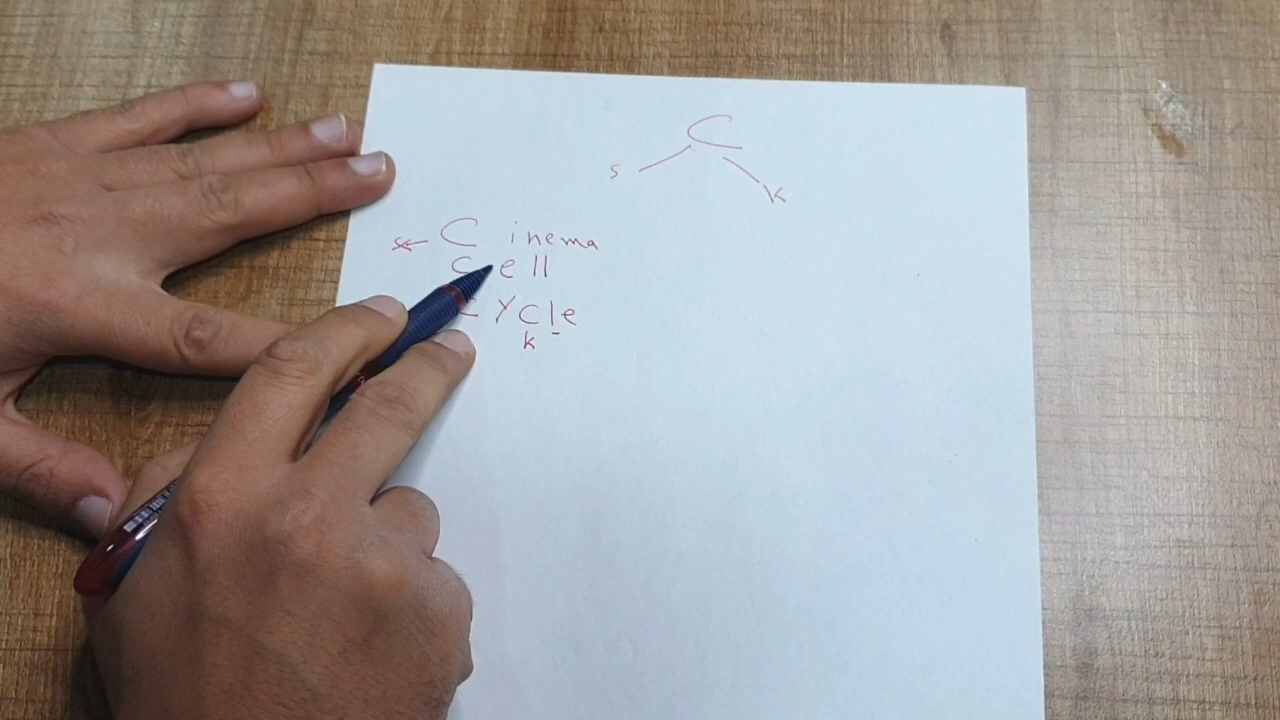 C
s k
s C inema
c ell
c ycle
k